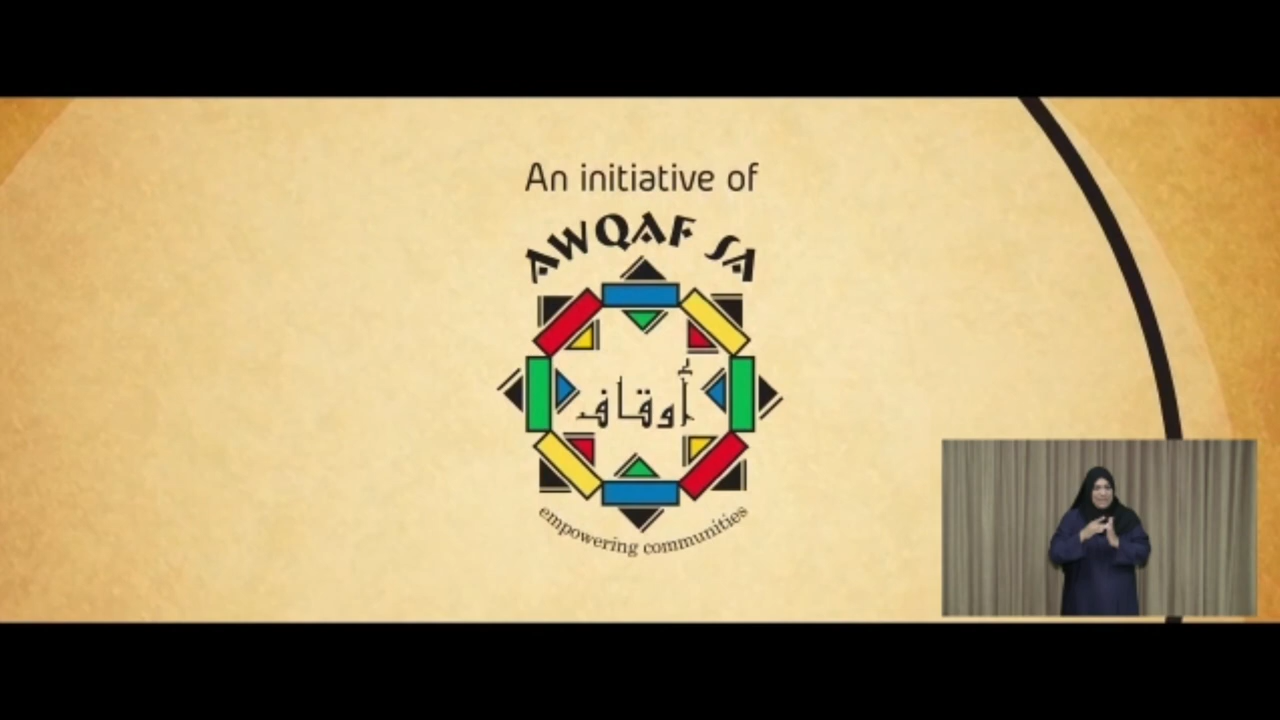 An initiative of
AWQAF SA
أوقاف
empowering communities